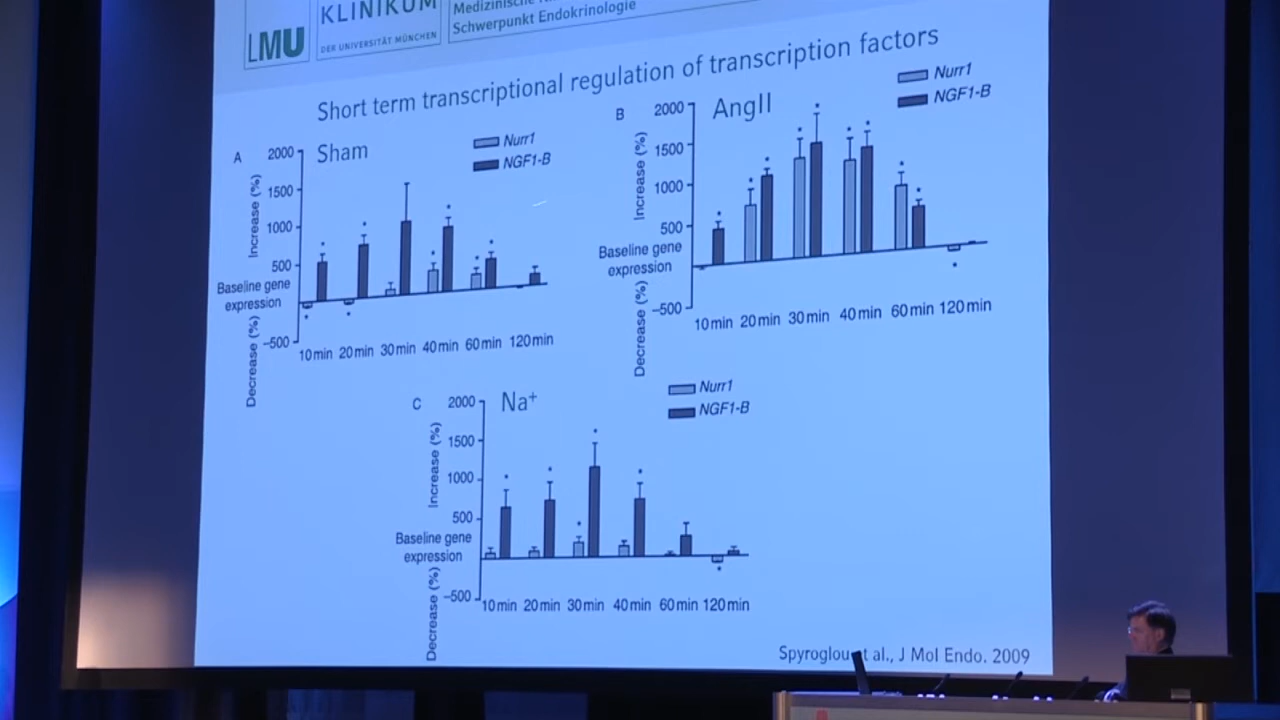 LMU
KLINIKUM
DER UNIVERSITÄT MÜNCHEN
Medizinische
Schwerpunkt Endokrinologie
Short term transcriptional regulation of transcription factors
A
Sham
Nurr1
NGF1-B
2000
1500
1000
500
−500
Increase (%)
Baseline gene
expression
Decrease (%)
10 min 20 min 30 min 40 min 60 min 120 min
B
AngII
Nurr1
NGF1-B
2000
1500
1000
500
−500
Increase (%)
Baseline gene
expression
Decrease (%)
10 min 20 min 30 min 40 min 60 min 120 min
C
Na⁺
Nurr1
NGF1-B
2000
1500
1000
500
−500
Increase (%)
Baseline gene
expression
Decrease (%)
10 min 20 min 30 min 40 min 60 min 120 min
Spyroglou et al., J Mol Endo. 2009